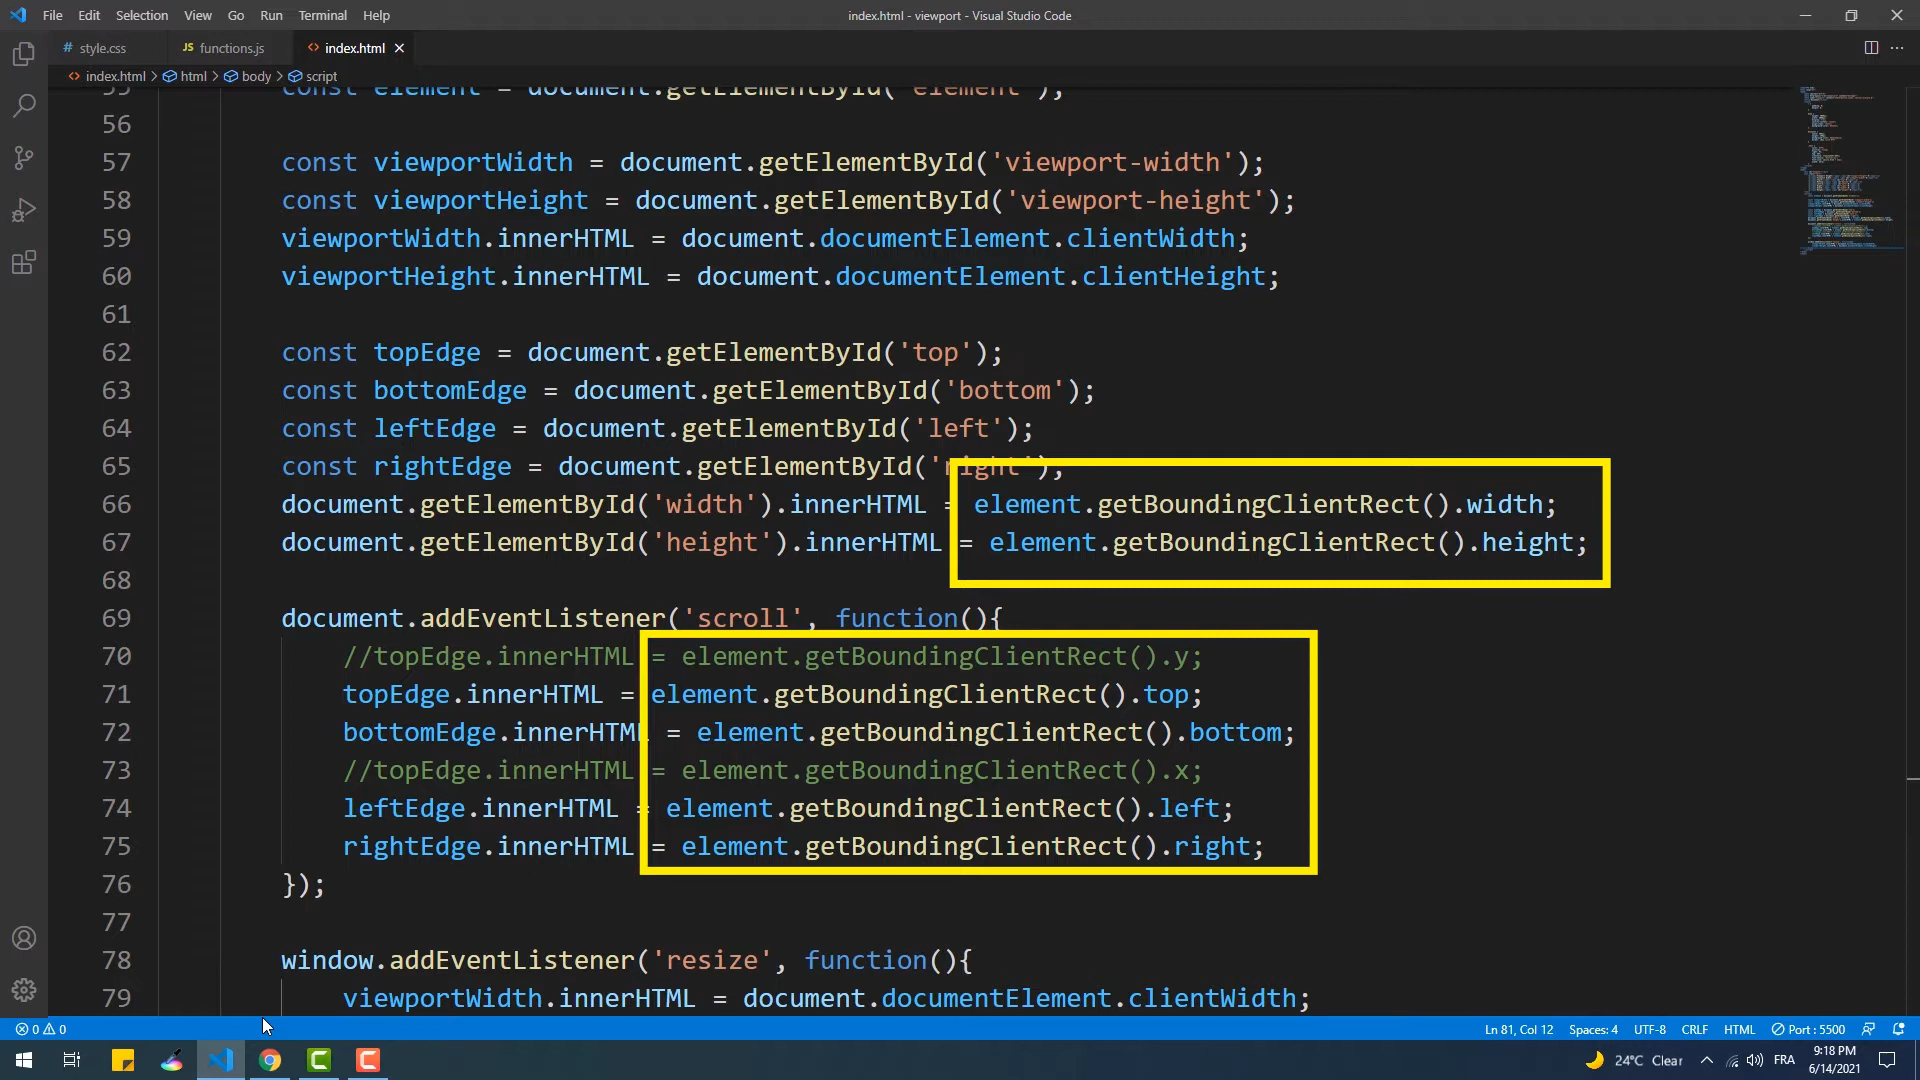 File Edit Selection View Go Run Terminal Help
index.html - viewport - Visual Studio Code
# style.css
JS functions.js
<> index.html ×
<> index.html > html > body > script
55 const element = document.getElementById('element');
56
57 const viewportWidth = document.getElementById('viewport-width');
58 const viewportHeight = document.getElementById('viewport-height');
59 viewportWidth.innerHTML = document.documentElement.clientWidth;
60 viewportHeight.innerHTML = document.documentElement.clientHeight;
61
62 const topEdge = document.getElementById('top');
63 const bottomEdge = document.getElementById('bottom');
64 const leftEdge = document.getElementById('left');
65 const rightEdge = document.getElementById('right');
66 document.getElementById('width').innerHTML = element.getBoundingClientRect().width;
67 document.getElementById('height').innerHTML = element.getBoundingClientRect().height;
68
69 document.addEventListener('scroll', function(){
70 //topEdge.innerHTML = element.getBoundingClientRect().y;
71 topEdge.innerHTML = element.getBoundingClientRect().top;
72 bottomEdge.innerHTML = element.getBoundingClientRect().bottom;
73 //topEdge.innerHTML = element.getBoundingClientRect().x;
74 leftEdge.innerHTML = element.getBoundingClientRect().left;
75 rightEdge.innerHTML = element.getBoundingClientRect().right;
76 });
77
78 window.addEventListener('resize', function(){
79 viewportWidth.innerHTML = document.documentElement.clientWidth;
0 0
Ln 81, Col 12 Spaces: 4 UTF-8 CRLF HTML Port : 5500
24°C Clear
FRA
9:18 PM
6/14/2021